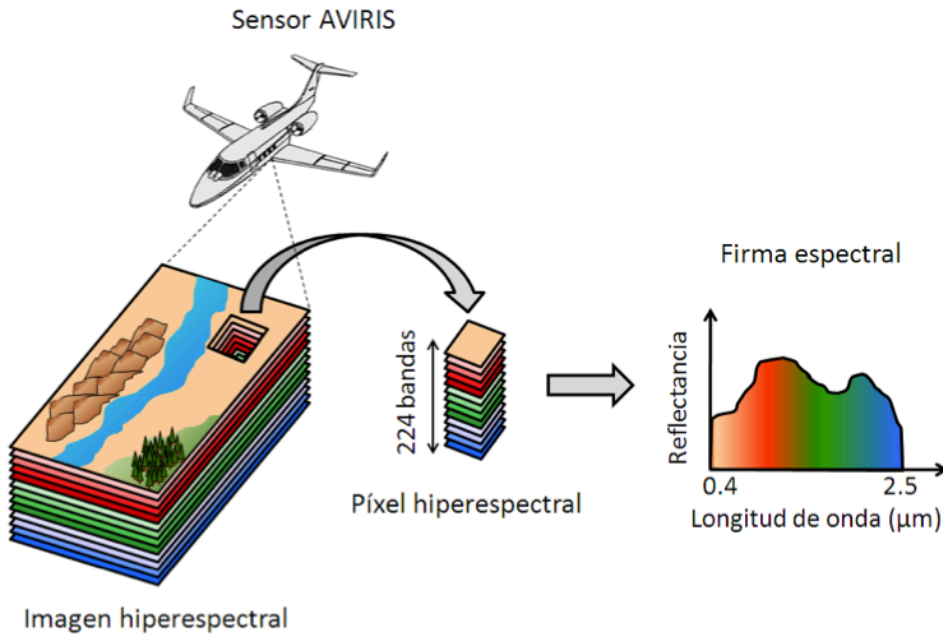 Sensor AVIRIS
Firma espectral
224 bandas
Reflectancia
0.4
2.5
Longitud de onda (μm)
Píxel hiperespectral
Imagen hiperespectral